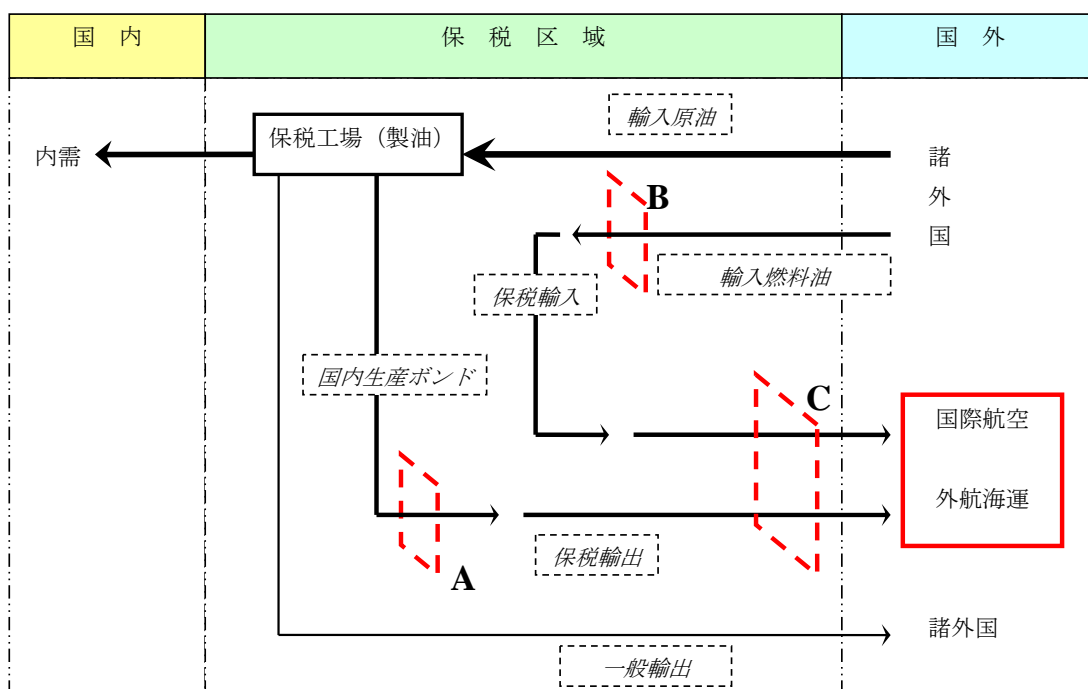 国 内
保 税 区 域
国 外
輸入原油
保税工場（製油）
内需
諸
外
国
B
輸入燃料油
保税輸入
国内生産ボンド
C
国際航空
外航海運
保税輸出
A
諸外国
一般輸出